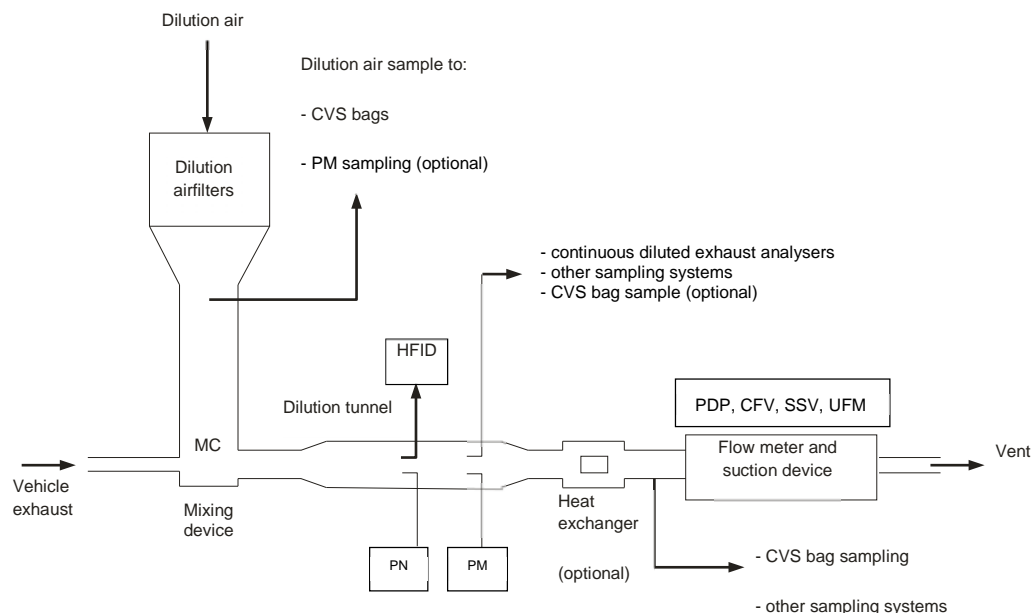 Dilution air
Dilution air sample to:
- CVS bags
- PM sampling (optional)
Dilution
airfilters
- continuous diluted exhaust analysers
- other sampling systems
- CVS bag sample (optional)
HFID
Dilution tunnel
PDP, CFV, SSV, UFM
MC
Flow meter and
suction device
Vent
Vehicle
exhaust
Mixing
device
Heat
exchanger
(optional)
PN
PM
- CVS bag sampling
- other sampling systems